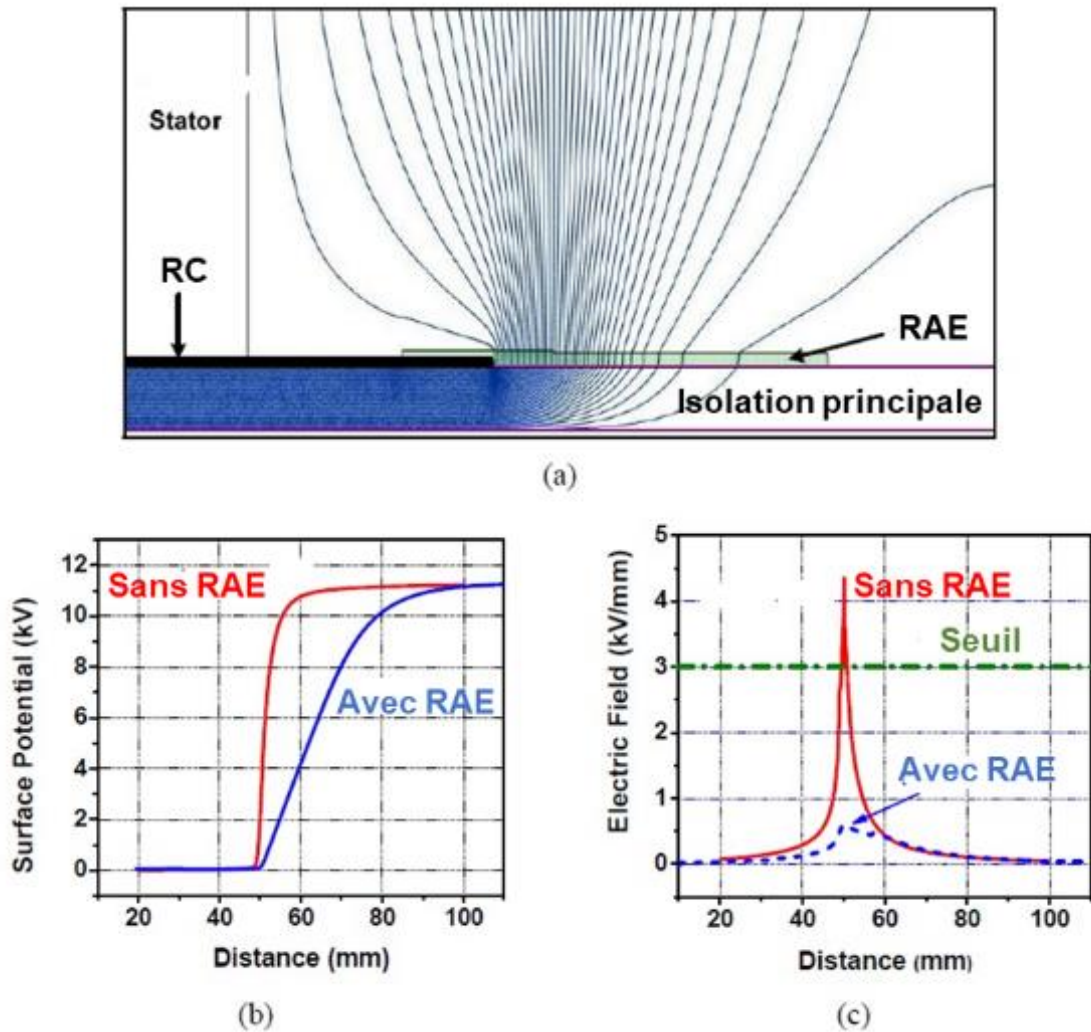 Stator
RC
RAE
Isolation principale
(a)
Surface Potential (kV)
12
10
8
6
4
2
0
Sans RAE
Avec RAE
20 40 60 80 100
Distance (mm)
(b)
Electric Field (kV/mm)
5
4
3
2
1
0
Sans RAE
Seuil
Avec RAE
20 40 60 80 100
Distance (mm)
(c)